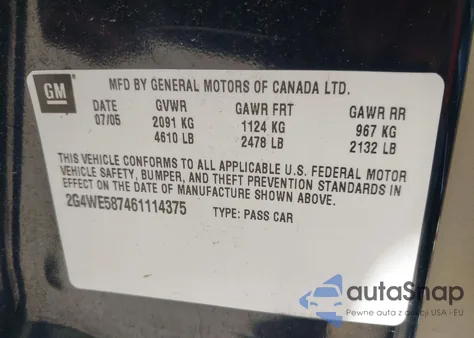 GM
MFD BY GENERAL MOTORS OF CANADA LTD.
DATE GVWR GAWR FRT GAWR RR
07/05 2091 KG 1124 KG 967 KG
4610 LB 2478 LB 2132 LB
THIS VEHICLE CONFORMS TO ALL APPLICABLE U.S. FEDERAL MOTOR
VEHICLE SAFETY, BUMPER, AND THEFT PREVENTION STANDARDS IN
EFFECT ON THE DATE OF MANUFACTURE SHOWN ABOVE.
2G4WE587461114375 TYPE: PASS CAR
autoSnap
Pewne auta z aukcji USA - EU